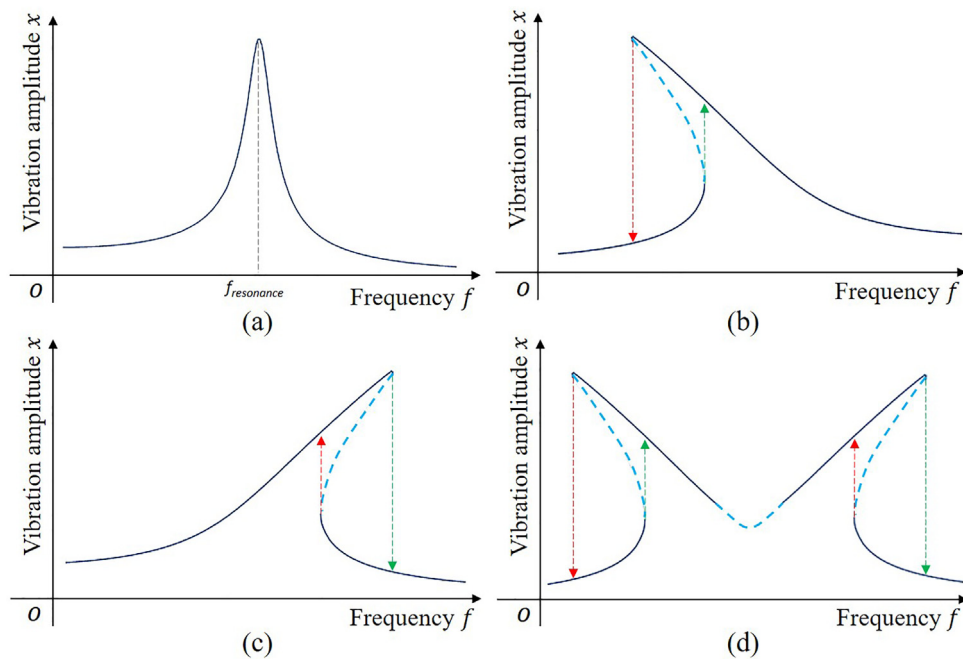 Vibration amplitude x
O
f_resonance
Frequency f
(a)
Vibration amplitude x
O
Frequency f
(b)
Vibration amplitude x
O
Frequency f
(c)
Vibration amplitude x
O
Frequency f
(d)